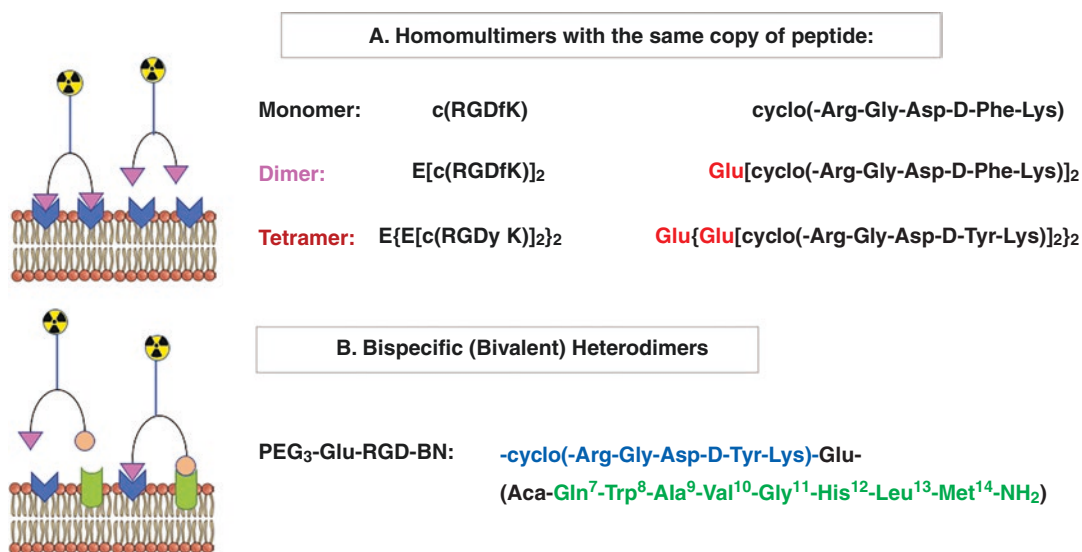 A. Homomultimers with the same copy of peptide:
Monomer: c(RGDfK) cyclo(-Arg-Gly-Asp-D-Phe-Lys)
Dimer: E[c(RGDfK)]₂ Glu[cyclo(-Arg-Gly-Asp-D-Phe-Lys)]₂
Tetramer: E{E[c(RGDy K)]₂}₂ Glu{Glu[cyclo(-Arg-Gly-Asp-D-Tyr-Lys)]₂}₂
B. Bispecific (Bivalent) Heterodimers
PEG₃-Glu-RGD-BN: -cyclo(-Arg-Gly-Asp-D-Tyr-Lys)-Glu-
(Aca-Gln⁷-Trp⁸-Ala⁹-Val¹⁰-Gly¹¹-His¹²-Leu¹³-Met¹⁴-NH₂)